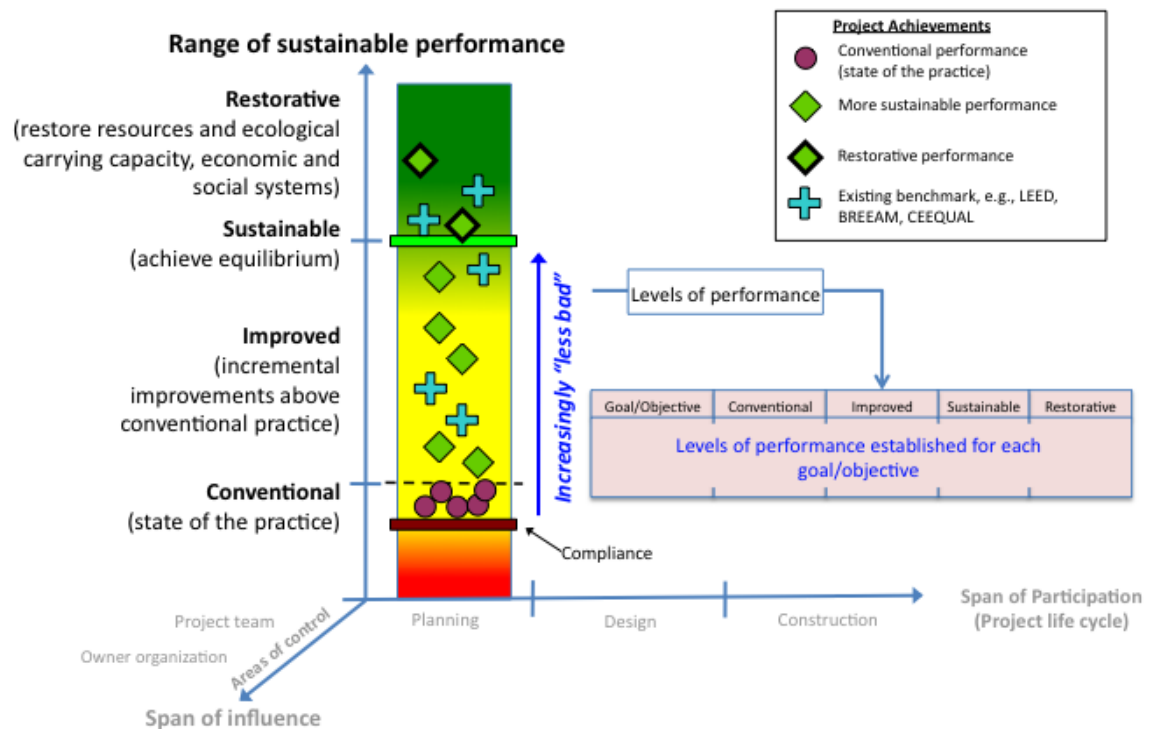 Range of sustainable performance
Restorative
(restore resources and ecological
carrying capacity, economic and
social systems)
Sustainable
(achieve equilibrium)
Improved
(incremental
improvements above
conventional practice)
Conventional
(state of the practice)
Project Achievements
Conventional performance
(state of the practice)
More sustainable performance
Restorative performance
Existing benchmark, e.g., LEED,
BREEAM, CEEQUAL
Increasingly “less bad”
Levels of performance
Goal/Objective
Conventional
Improved
Sustainable
Restorative
Levels of performance established for each
goal/objective
Compliance
Planning
Design
Construction
Span of Participation
(Project life cycle)
Project team
Owner organization
Areas of control
Span of influence